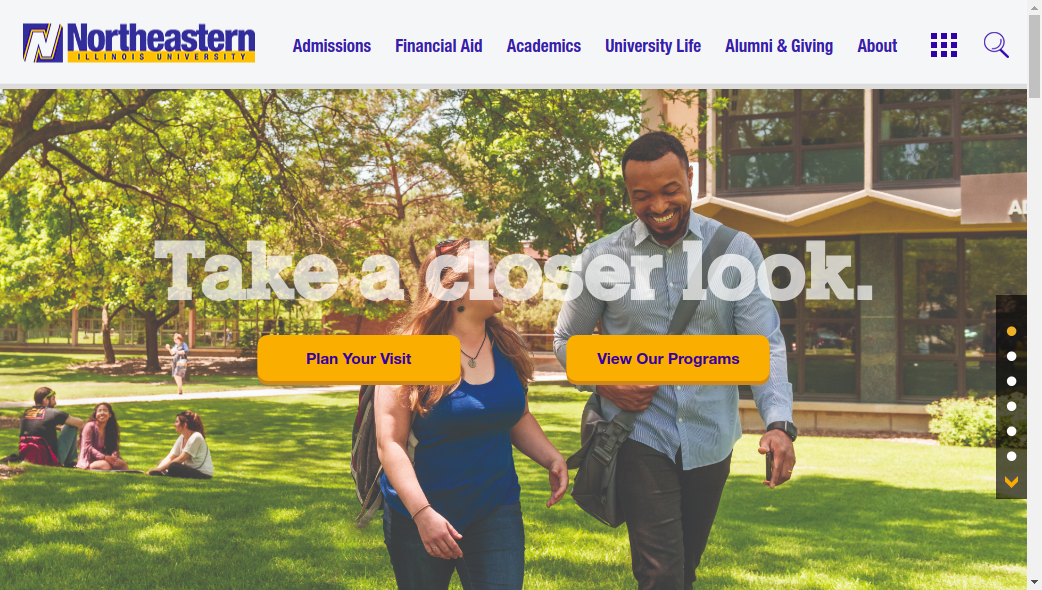 Northeastern
ILLINOIS UNIVERSITY
Admissions
Financial Aid
Academics
University Life
Alumni & Giving
About
Take a closer look.
Plan Your Visit
View Our Programs